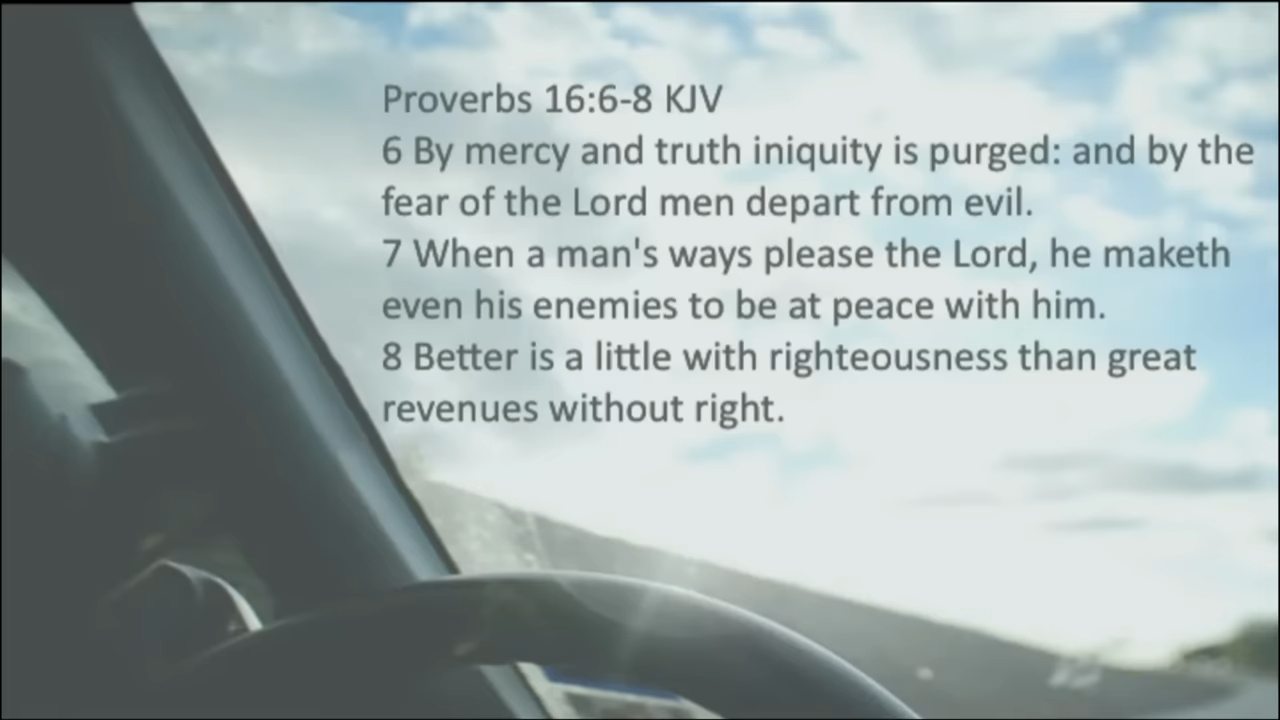 Proverbs 16:6-8 KJV
6 By mercy and truth iniquity is purged: and by the
fear of the Lord men depart from evil.
7 When a man's ways please the Lord, he maketh
even his enemies to be at peace with him.
8 Better is a little with righteousness than great
revenues without right.